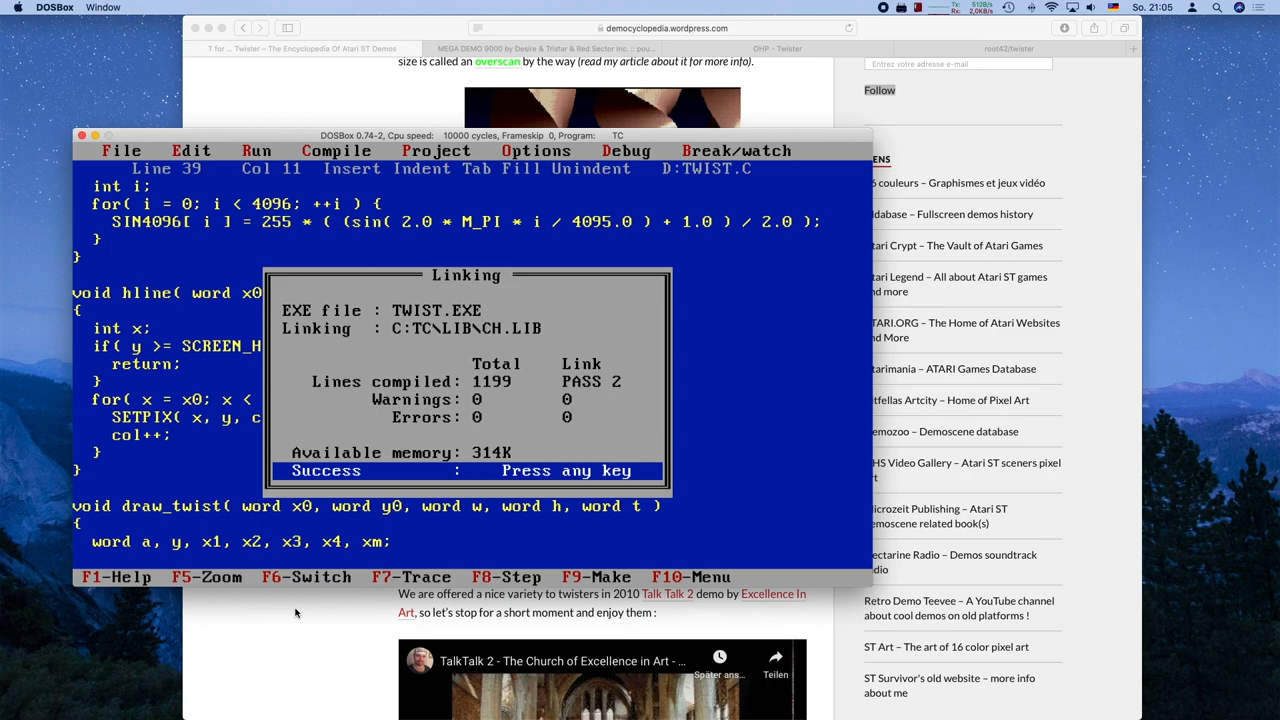 DOSBox Window
TX: 512B/s
Rx: 2,0KB/s
So. 21:05
democyclopedia.wordpress.com
T for ... Twister – The Encyclopedia Of Atari ST Demos
MEGA DEMO 9000 by Desire & Tristar & Red Sector Inc. :: pou...
OHP - Twister
root42/twister
size is called an overscan by the way (read my article about it for more info).
Entrez votre adresse e-mail
Follow
DOSBox 0.74-2, Cpu speed: 10000 cycles, Frameskip 0, Program: TC
File Edit Run Compile Project Options Debug Break/watch
Line 39 Col 11 Insert Indent Tab Fill Unindent D:TWIST.C
int i;
for( i = 0; i < 4096; ++i ) {
SIN4096[ i ] = 255 * ( (sin( 2.0 * M_PI * i / 4095.0 ) + 1.0 ) / 2.0 );
}
}
void hline( word x0
{
int x;
if( y >= SCREEN_H
return;
}
for( x = x0; x <
SETPIX( x, y, c
col++;
}
}
void draw_twist( word x0, word y0, word w, word h, word t )
{
word a, y, x1, x2, x3, x4, xm;
Linking
EXE file : TWIST.EXE
Linking : C:TC\LIB\CH.LIB
Total Link
Lines compiled: 1199 PASS 2
Warnings: 0 0
Errors: 0 0
Available memory: 314K
Success : Press any key
F1-Help F5-Zoom F6-Switch F7-Trace F8-Step F9-Make F10-Menu
ENS
6 couleurs – Graphismes et jeux vidéo
ldabase – Fullscreen demos history
tari Crypt – The Vault of Atari Games
tari Legend – All about Atari ST games
nd more
TARI.ORG – The Home of Atari Websites
nd More
tarimania – ATARI Games Database
tfellas Artcity – Home of Pixel Art
emozoo – Demoscene database
HS Video Gallery – Atari ST sceners pixel
rt
icrozeit Publishing – Atari ST
emoscene related book(s)
ectarine Radio – Demos soundtrack
dio
Retro Demo Teevee – A YouTube channel
about cool demos on old platforms !
ST Art – The art of 16 color pixel art
ST Survivor's old website – more info
about me
We are offered a nice variety to twisters in 2010 Talk Talk 2 demo by Excellence In
Art, so let's stop for a short moment and enjoy them :
TalkTalk 2 - The Church of Excellence in Art - ...
Später ans...
Teilen